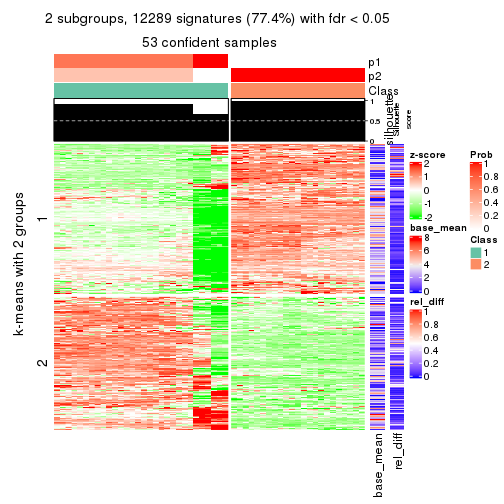 2 subgroups, 12289 signatures (77.4%) with fdr < 0.05
53 confident samples
p1
p2
Class
silhouette
Silhouette
score
1
0.5
0
k-means with 2 groups
1
2
base_mean
rel_diff
z-score
2
1
0
-1
-2
base_mean
8
6
4
2
0
rel_diff
1
0.8
0.6
0.4
0.2
0
Prob
1
0.8
0.6
0.4
0.2
0
Class
1
2